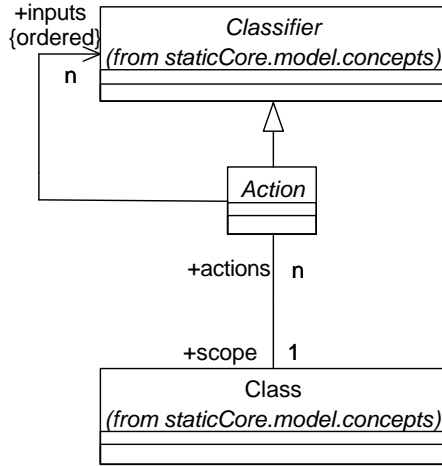 +inputs
{ordered}
n
Classifier
(from staticCore.model.concepts)
Action
+actions n
+scope 1
Class
(from staticCore.model.concepts)